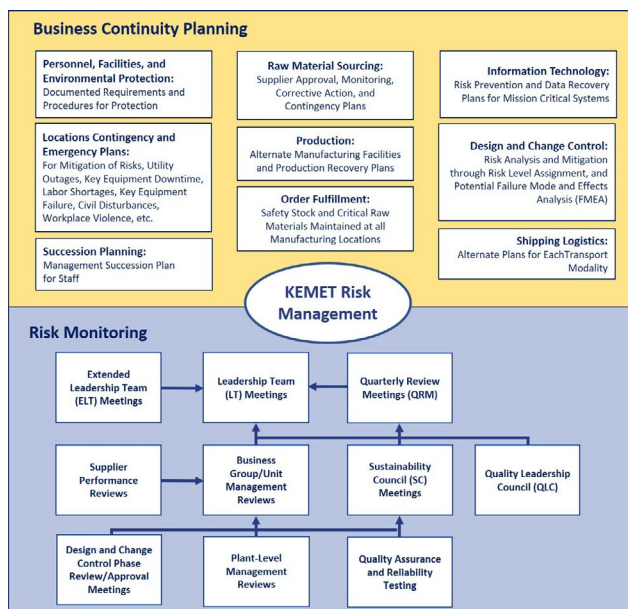 Business Continuity Planning
Personnel, Facilities, and
Environmental Protection:
Documented Requirements and
Procedures for Protection
Locations Contingency and
Emergency Plans:
For Mitigation of Risks, Utility
Outages, Key Equipment Downtime,
Labor Shortages, Key Equipment
Failure, Civil Disturbances,
Workplace Violence, etc.
Succession Planning:
Management Succession Plan
for Staff
Raw Material Sourcing:
Supplier Approval, Monitoring,
Corrective Action, and
Contingency Plans
Production:
Alternate Manufacturing Facilities
and Production Recovery Plans
Order Fulfillment:
Safety Stock and Critical Raw
Materials Maintained at all
Manufacturing Locations
Information Technology:
Risk Prevention and Data Recovery
Plans for Mission Critical Systems
Design and Change Control:
Risk Analysis and Mitigation
through Risk Level Assignment, and
Potential Failure Mode and Effects
Analysis (FMEA)
Shipping Logistics:
Alternate Plans for EachTransport
Modality
KEMET Risk
Management
Risk Monitoring
Extended
Leadership Team
(ELT) Meetings
Leadership Team
(LT) Meetings
Quarterly Review
Meetings (QRM)
Supplier
Performance
Reviews
Business
Group/Unit
Management
Reviews
Sustainability
Council (SC)
Meetings
Quality Leadership
Council (QLC)
Design and Change
Control Phase
Review/Approval
Meetings
Plant-Level
Management
Reviews
Quality Assurance
and Reliability
Testing